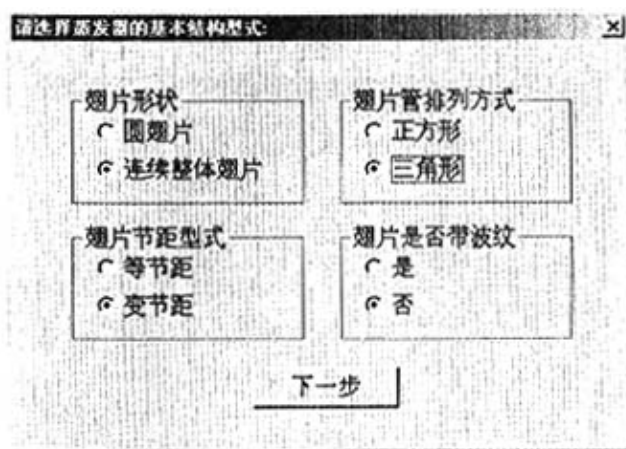 请选择蒸发器的基本结构型式:
翅片形状
圆翅片
连续整体翅片
翅片管排列方式
正方形
三角形
翅片节距型式
等节距
变节距
翅片是否带波纹
是
否
下一步